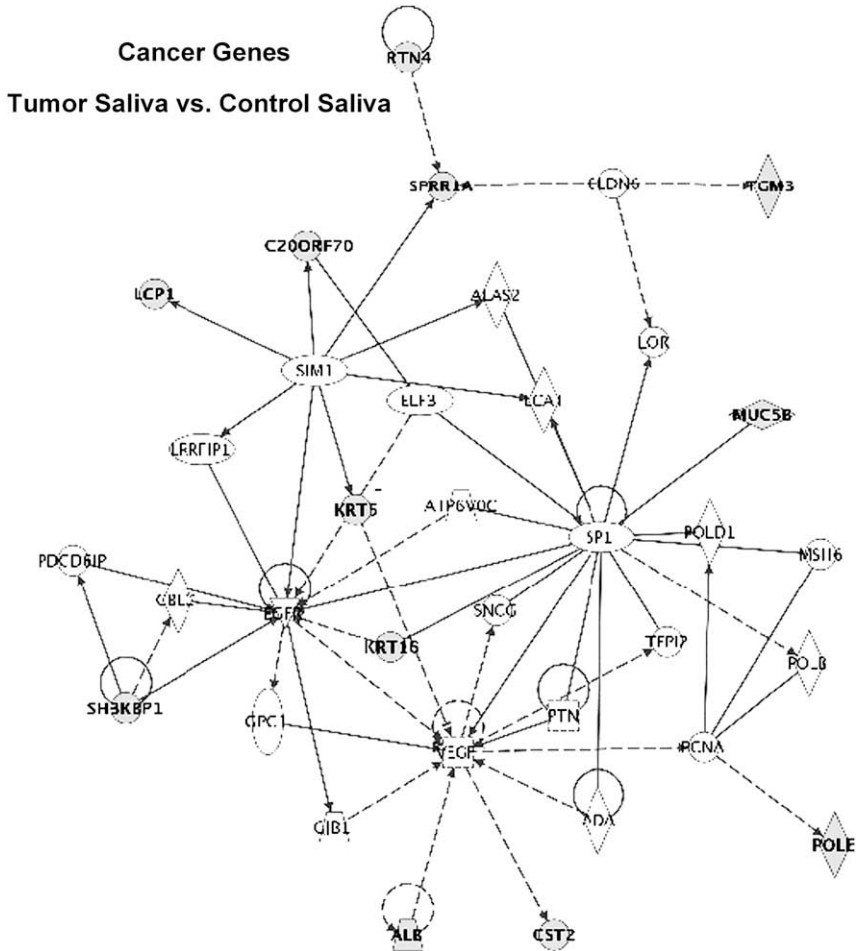 Cancer Genes
Tumor Saliva vs. Control Saliva
RTN4
SPRR1A
CLDN6
TGM3
C20ORF70
LCP1
ALAS2
LOR
SIM1
ELF3
LCAT
MUC5B
LRRFIP1
KRT5
ATP6V0C
SP1
POLD1
MSH6
PDCD6IP
CBL
EGFR
SNCG
KRT16
TFPI2
POLB
SH3KBP1
GPC1
PTN
VEGF
PCNA
GJB1
ADA
POLE
ALB
CST2